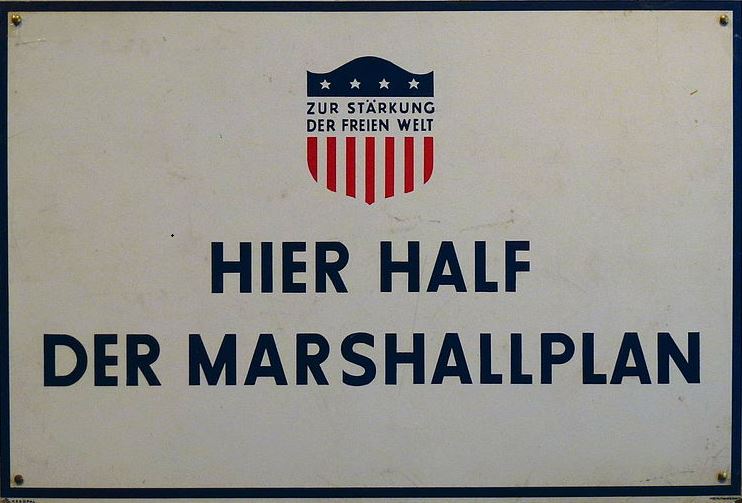 ZUR STÄRKUNG
DER FREIEN WELT
HIER HALF
DER MARSHALLPLAN